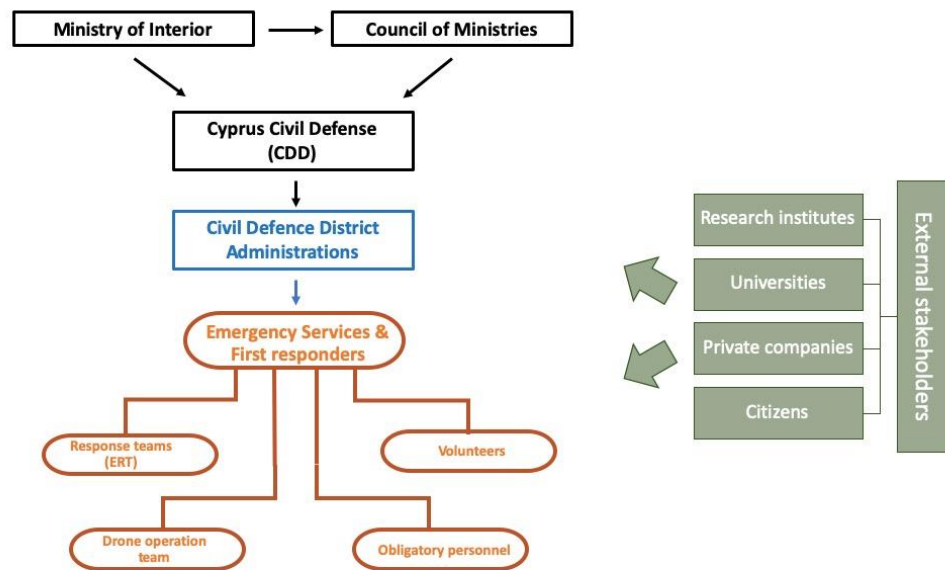 Ministry of Interior
Council of Ministries
Cyprus Civil Defense
(CDD)
Civil Defence District
Administrations
Emergency Services &
First responders
Response teams
(ERT)
Volunteers
Drone operation
team
Obligatory personnel
Research institutes
Universities
Private companies
Citizens
External stakeholders